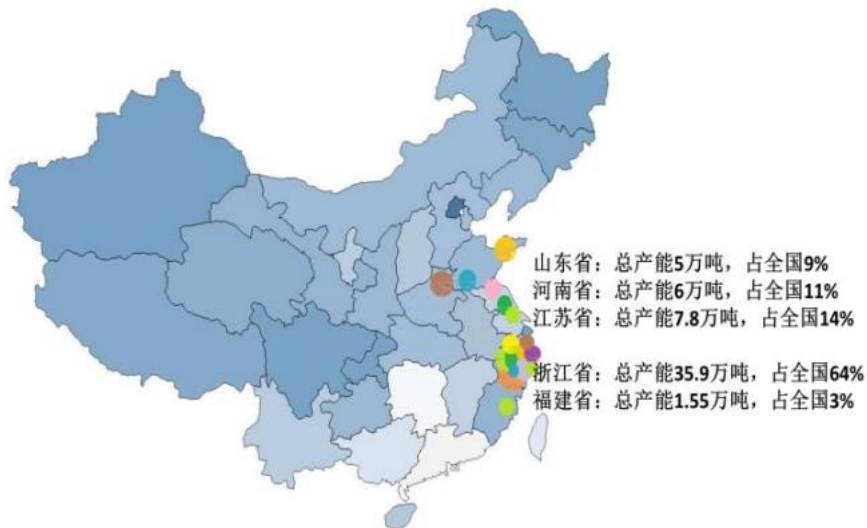 山东省：总产能5万吨，占全国9%
河南省：总产能6万吨，占全国11%
江苏省：总产能7.8万吨，占全国14%
浙江省：总产能35.9万吨，占全国64%
福建省：总产能1.55万吨，占全国3%